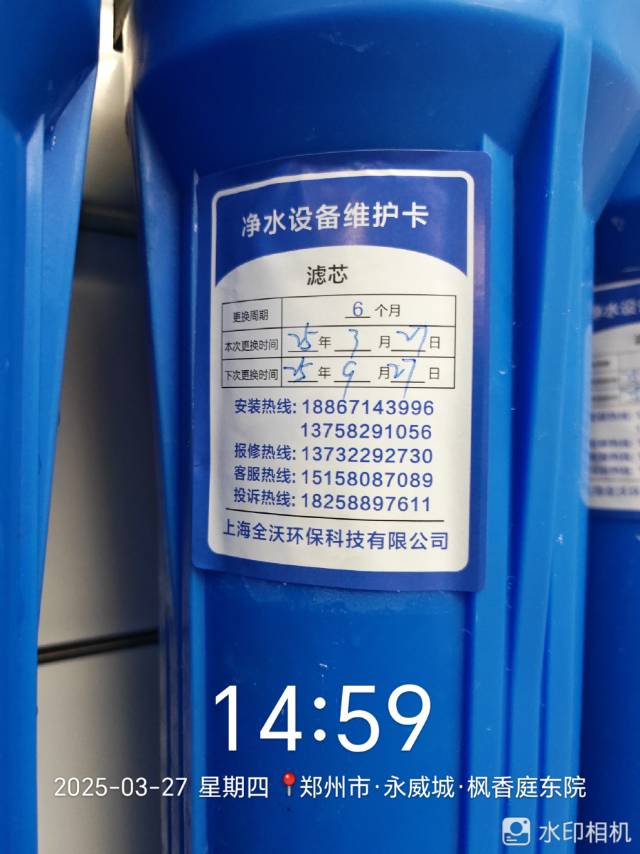 净水设备维护卡
滤芯
更换周期 6 个月
本次更换时间 25 年 3 月 27 日
下次更换时间 25 年 9 月 27 日
安装热线: 18867143996
13758291056
报修热线: 13732292730
客服热线: 15158087089
投诉热线: 18258897611
上海全沃环保科技有限公司
净水设备
14:59
2025-03-27 星期四 郑州市·永威城·枫香庭东院
水印相机